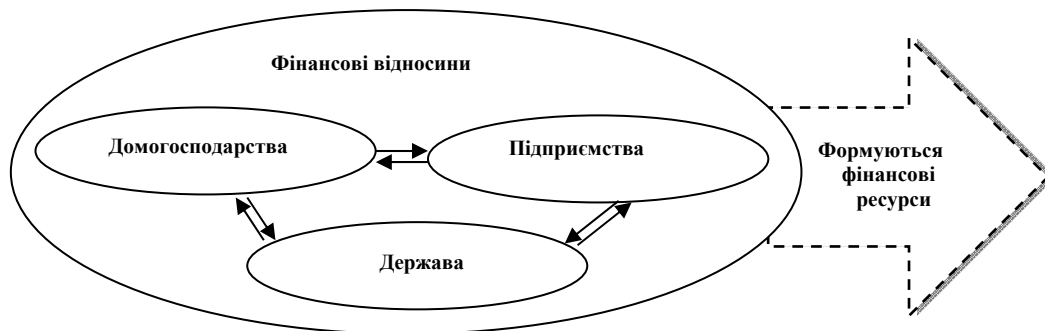 Фінансові відносини
Домогосподарства
Підприємства
Держава
Формуються
фінансові
ресурси